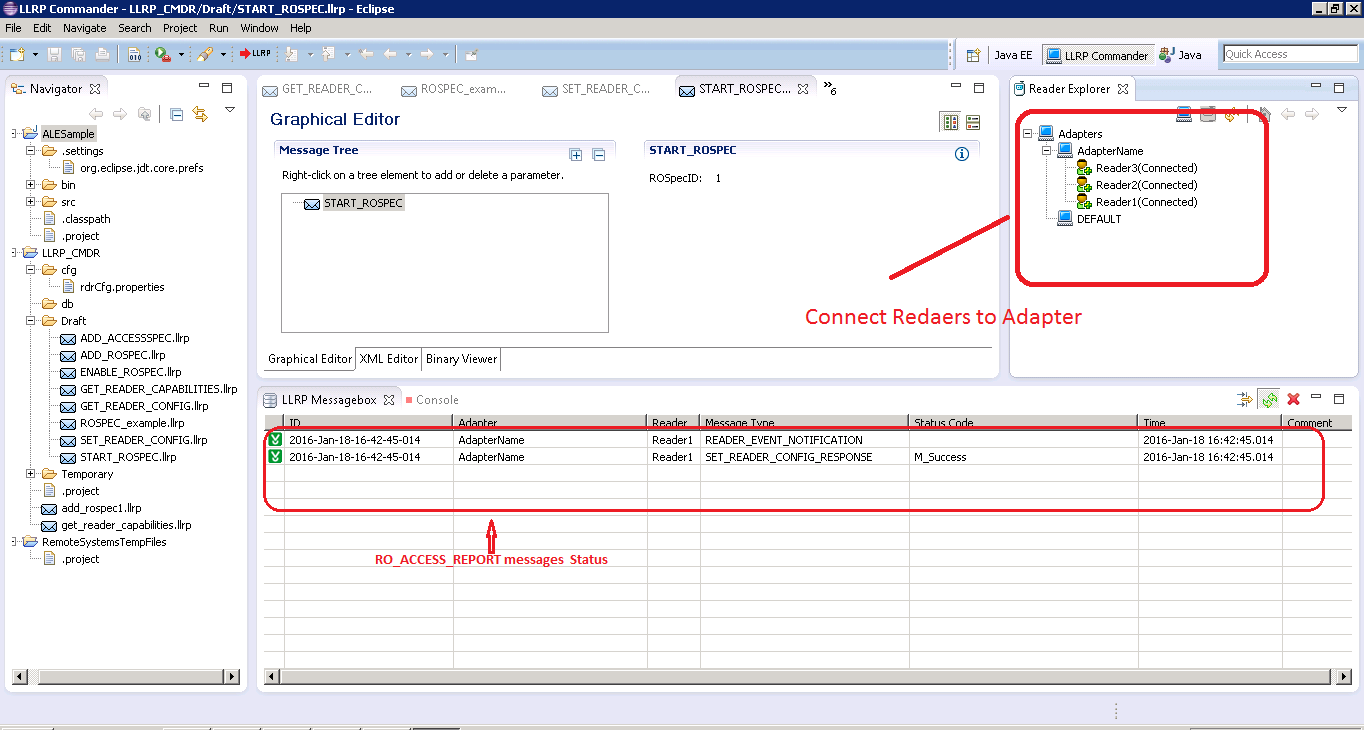 LLRP Commander - LLRP_CMDR/Draft/START_ROSPEC.llrp - Eclipse
File Edit Navigate Search Project Run Window Help
010 LLRP Java EE LLRP Commander Java Quick Access
Navigator
ALESample
.settings
org.eclipse.jdt.core.prefs
bin
src
.classpath
.project
LLRP_CMDR
cfg
rdrCfg.properties
db
Draft
ADD_ACCESSSPEC.llrp
ADD_ROSPEC.llrp
ENABLE_ROSPEC.llrp
GET_READER_CAPABILITIES.llrp
GET_READER_CONFIG.llrp
ROSPEC_example.llrp
SET_READER_CONFIG.llrp
START_ROSPEC.llrp
Temporary
.project
add_rospec1.llrp
get_reader_capabilities.llrp
RemoteSystemsTempFiles
.project
GET_READER_C... ROSPEC_exam... SET_READER_C... START_ROSPEC... »6
Graphical Editor
Message Tree
Right-click on a tree element to add or delete a parameter.
START_ROSPEC
START_ROSPEC
ROSpecID: 1
Graphical Editor XML Editor Binary Viewer
Reader Explorer
Adapters
AdapterName
Reader3(Connected)
Reader2(Connected)
Reader1(Connected)
DEFAULT
Connect Redaers to Adapter
LLRP Messagebox Console
ID Adapter Reader Message Type Status Code Time Comment
2016-Jan-18-16-42-45-014 AdapterName Reader1 READER_EVENT_NOTIFICATION 2016-Jan-18 16:42:45.014
2016-Jan-18-16-42-45-014 AdapterName Reader1 SET_READER_CONFIG_RESPONSE M_Success 2016-Jan-18 16:42:45.014
RO_ACCESS_REPORT messages Status